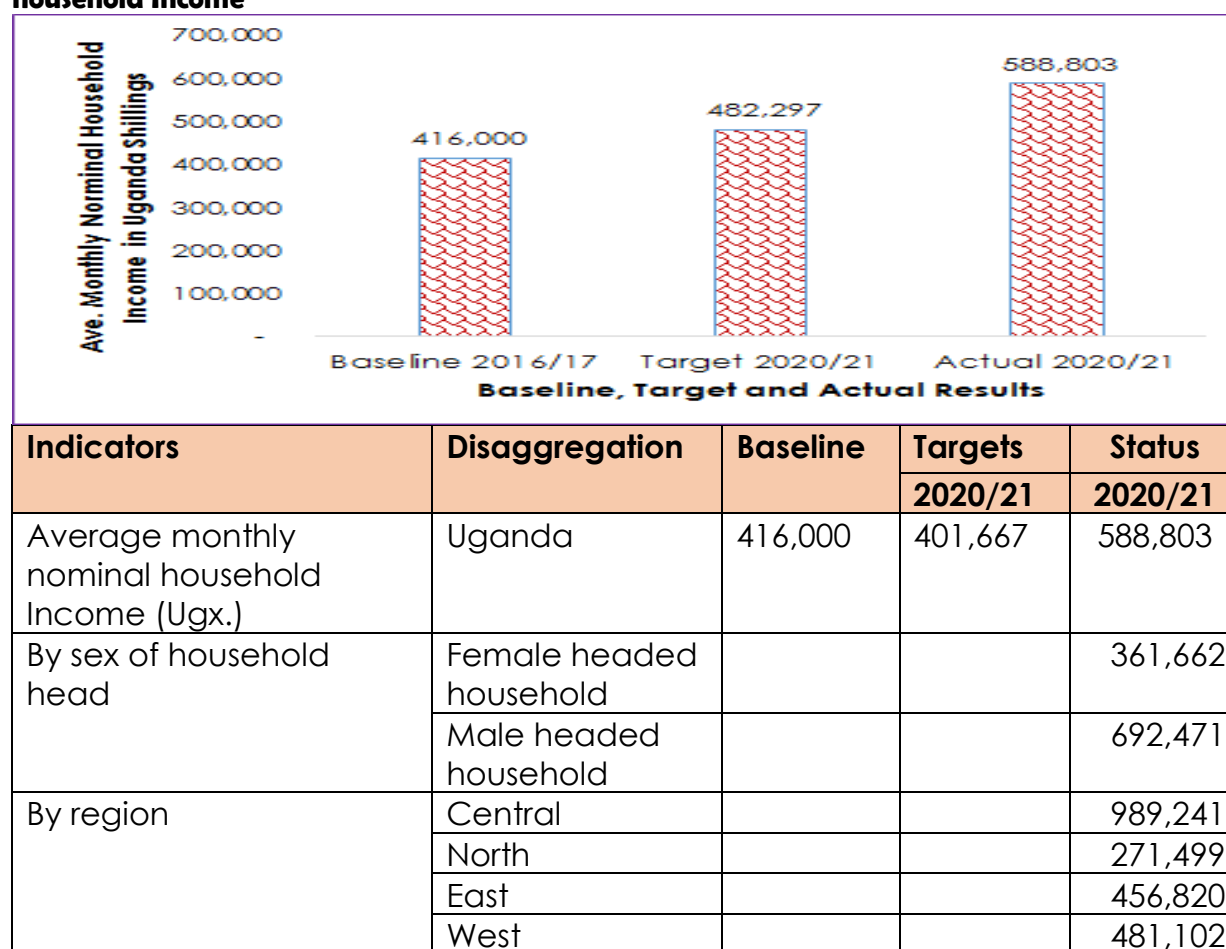 Household Income
Ave. Monthly Norminal Household
Income in Uganda Shillings
700,000
600,000
500,000
400,000
300,000
200,000
100,000
-
416,000
482,297
588,803
Baseline 2016/17 Target 2020/21 Actual 2020/21
Baseline, Target and Actual Results
Indicators Disaggregation Baseline Targets Status
2020/21 2020/21
Average monthly Uganda 416,000 401,667 588,803
nominal household
Income (Ugx.)
By sex of household Female headed 361,662
head household
Male headed 692,471
household
By region Central 989,241
North 271,499
East 456,820
West 481,102